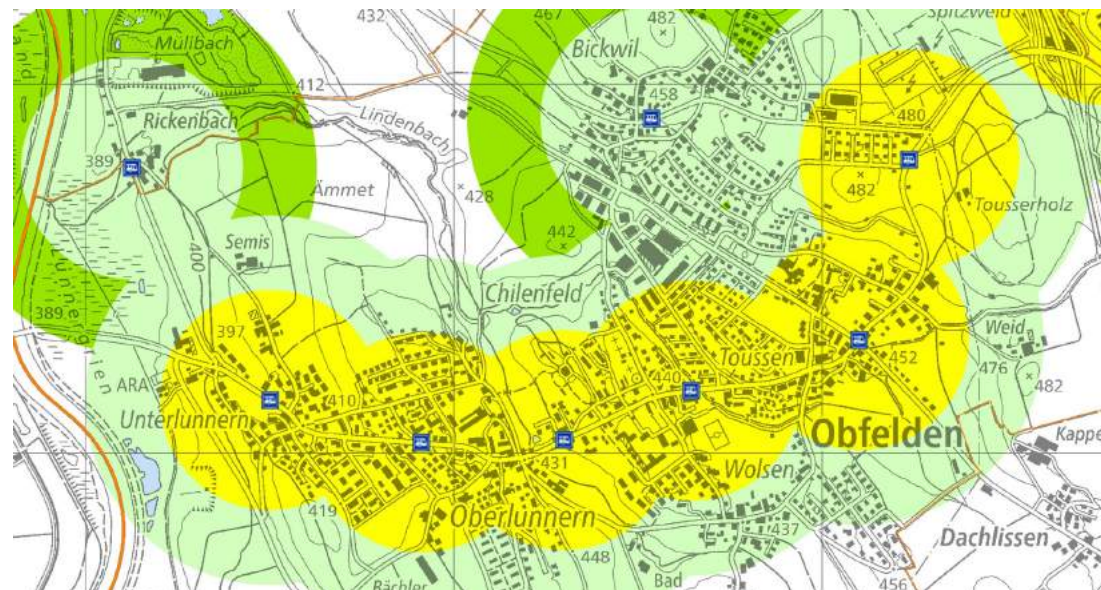 432
467
482
Spitzweid
Bickwil
Mülibach
412
458
480
Rickenbach
Lindenbach
389
428
482
Ämmet
Tousserholz
442
Semis
400
Chilenfeld
389
397
Weid
Toussen
452
476
440
482
ARA
410
Unterlunnern
Obfelden
Kappe
431
Wolsen
419
Oberlunnern
437
Dachlissen
448
Bächler
Bad
456